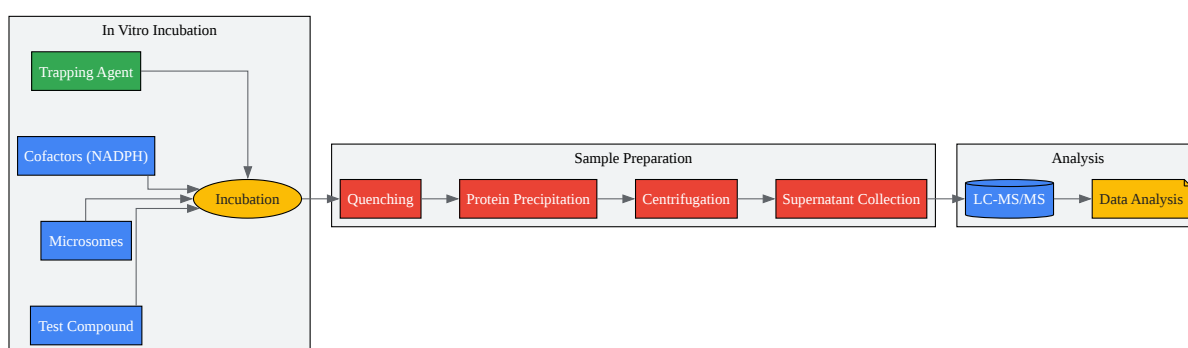 In Vitro Incubation
Trapping Agent
Cofactors (NADPH)
Incubation
Microsomes
Test Compound
Sample Preparation
Quenching
Protein Precipitation
Centrifugation
Supernatant Collection
Analysis
LC-MS/MS
Data Analysis